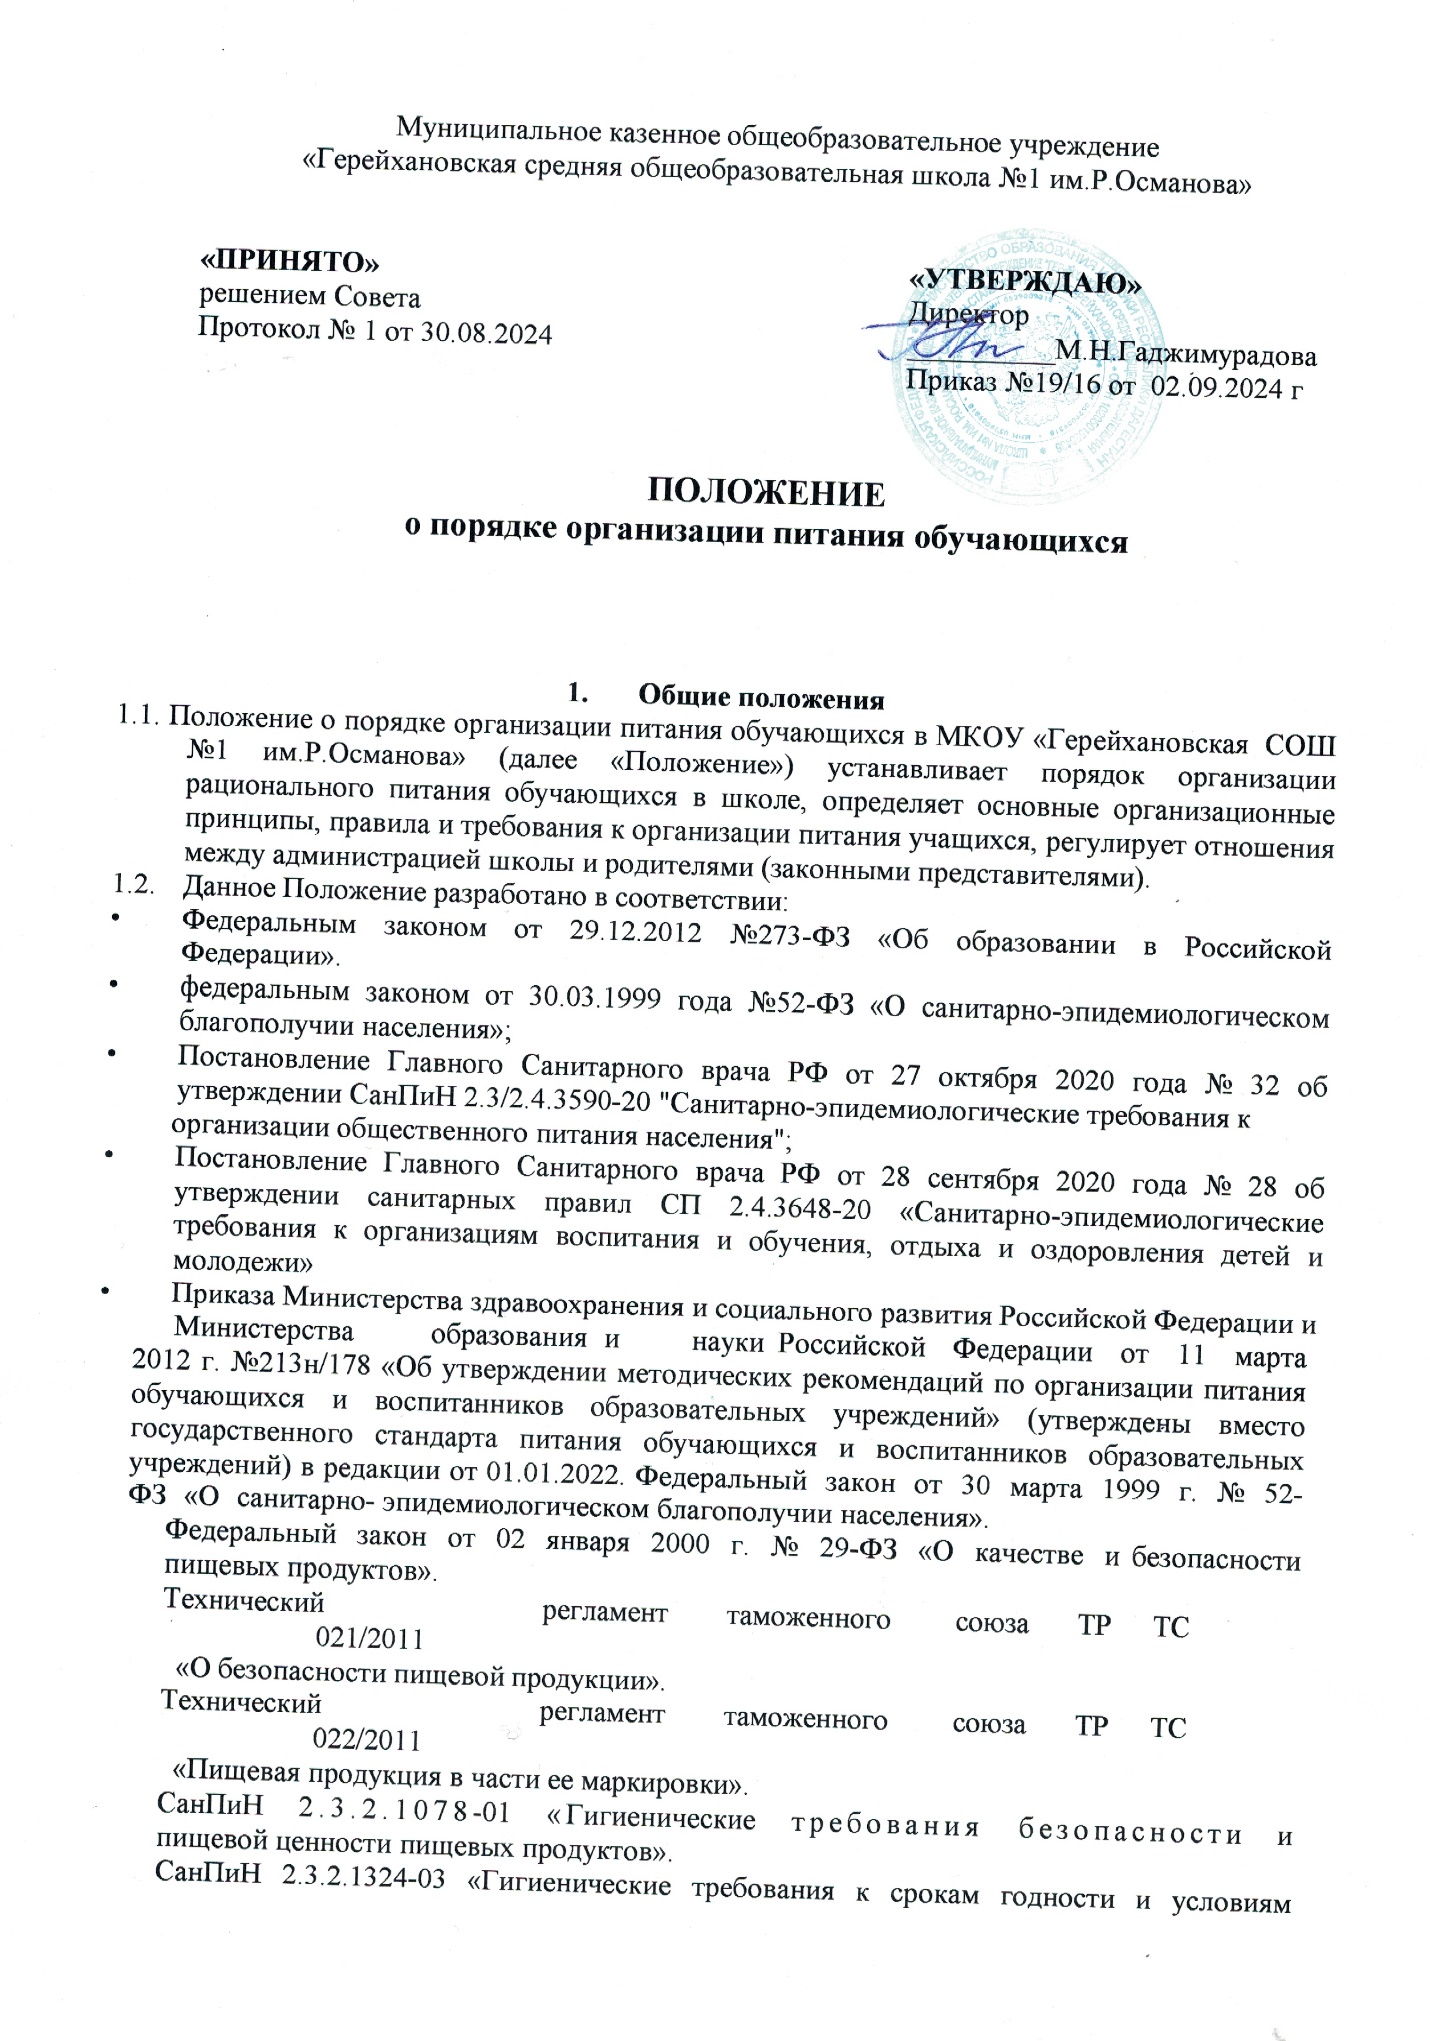 Муниципальное казенное общеобразовательное учреждение
«Герейхановская средняя общеобразовательная школа №1 им.Р.Османова»
«ПРИНЯТО»
решением Совета
Протокол № 1 от 30.08.2024
«УТВЕРЖДАЮ»
Директор
___________М.Н.Гаджимурадова
Приказ №19/16 от 02.09.2024 г
ПОЛОЖЕНИЕ
о порядке организации питания обучающихся
1. Общие положения
1.1. Положение о порядке организации питания обучающихся в МКОУ «Герейхановская СОШ
№1 им.Р.Османова» (далее «Положение») устанавливает порядок организации
рационального питания обучающихся в школе, определяет основные организационные
принципы, правила и требования к организации питания учащихся, регулирует отношения
между администрацией школы и родителями (законными представителями).
1.2. Данное Положение разработано в соответствии:
• Федеральным законом от 29.12.2012 №273-ФЗ «Об образовании в Российской
Федерации».
• федеральным законом от 30.03.1999 года №52-ФЗ «О санитарно-эпидемиологическом
благополучии населения»;
• Постановление Главного Санитарного врача РФ от 27 октября 2020 года № 32 об
утверждении СанПиН 2.3/2.4.3590-20 "Санитарно-эпидемиологические требования к
организации общественного питания населения";
• Постановление Главного Санитарного врача РФ от 28 сентября 2020 года № 28 об
утверждении санитарных правил СП 2.4.3648-20 «Санитарно-эпидемиологические
требования к организациям воспитания и обучения, отдыха и оздоровления детей и
молодежи»
• Приказа Министерства здравоохранения и социального развития Российской Федерации и
Министерства образования и науки Российской Федерации от 11 марта
2012 г. №213н/178 «Об утверждении методических рекомендаций по организации питания
обучающихся и воспитанников образовательных учреждений» (утверждены вместо
государственного стандарта питания обучающихся и воспитанников образовательных
учреждений) в редакции от 01.01.2022. Федеральный закон от 30 марта 1999 г. № 52-
ФЗ «О санитарно- эпидемиологическом благополучии населения».
Федеральный закон от 02 января 2000 г. № 29-ФЗ «О качестве и безопасности
пищевых продуктов».
Технический регламент таможенного союза ТР ТС
021/2011
«О безопасности пищевой продукции».
Технический регламент таможенного союза ТР ТС
022/2011
«Пищевая продукция в части ее маркировки».
СанПиН 2.3.2.1078-01 «Гигиенические требования безопасности и
пищевой ценности пищевых продуктов».
СанПиН 2.3.2.1324-03 «Гигиенические требования к срокам годности и условиям